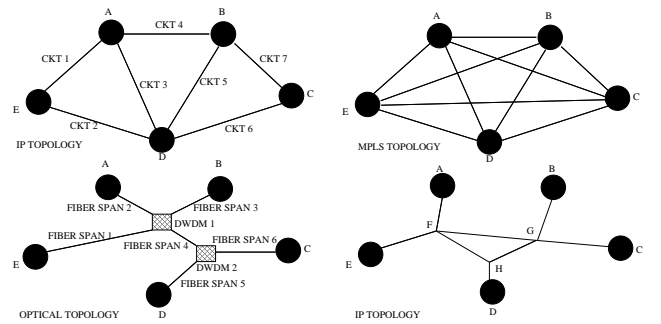 A
B
CKT 4
CKT 1
CKT 7
CKT 3
CKT 5
E
C
CKT 2
CKT 6
D
IP TOPOLOGY
A
B
E
C
D
MPLS TOPOLOGY
A
B
FIBER SPAN 2
FIBER SPAN 3
DWDM 1
FIBER SPAN 1
FIBER SPAN 4
FIBER SPAN 6
E
C
DWDM 2
FIBER SPAN 5
D
OPTICAL TOPOLOGY
A
B
F
G
E
C
H
D
IP TOPOLOGY